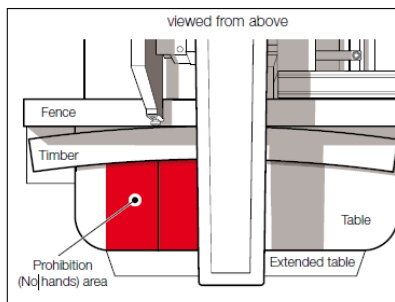 viewed from above
Fence
Timber
Table
Prohibition
(No hands) area
Extended table